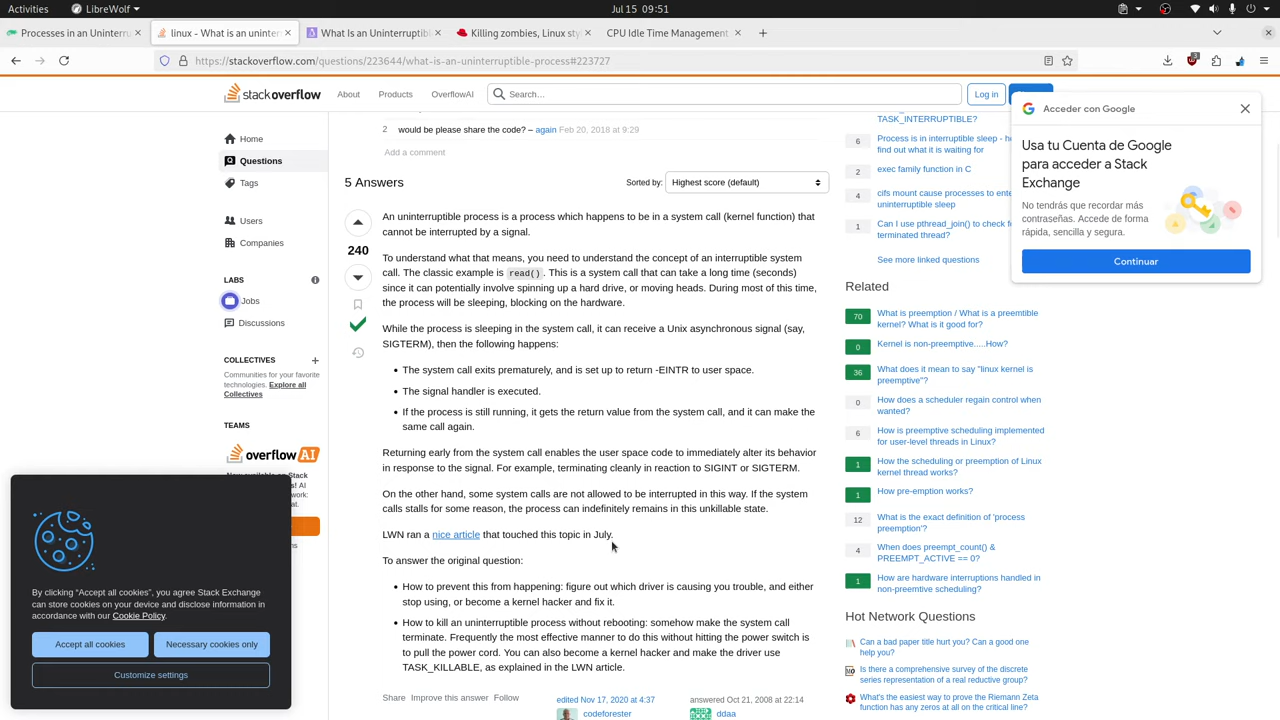 Activities
LibreWolf
Jul 15 09:51
Processes in an Uninterru
linux - What is an uninter
What Is an Uninterruptibl
Killing zombies, Linux sty
CPU Idle Time Management
https://stackoverflow.com/questions/223644/what-is-an-uninterruptible-process#223727
3
stackoverflow
About
Products
OverflowAI
Search…
Log in
Home
Questions
Tags
Users
Companies
LABS
Jobs
Discussions
COLLECTIVES
Communities for your favorite
technologies. Explore all
Collectives
TEAMS
overflow AI
2 would be please share the code? – again Feb 20, 2018 at 9:29
Add a comment
5 Answers
Sorted by:
Highest score (default)
240
An uninterruptible process is a process which happens to be in a system call (kernel function) that
cannot be interrupted by a signal.
To understand what that means, you need to understand the concept of an interruptible system
call. The classic example is read(). This is a system call that can take a long time (seconds)
since it can potentially involve spinning up a hard drive, or moving heads. During most of this time,
the process will be sleeping, blocking on the hardware.
While the process is sleeping in the system call, it can receive a Unix asynchronous signal (say,
SIGTERM), then the following happens:
• The system call exits prematurely, and is set up to return -EINTR to user space.
• The signal handler is executed.
• If the process is still running, it gets the return value from the system call, and it can make the
same call again.
Returning early from the system call enables the user space code to immediately alter its behavior
in response to the signal. For example, terminating cleanly in reaction to SIGINT or SIGTERM.
On the other hand, some system calls are not allowed to be interrupted in this way. If the system
calls stalls for some reason, the process can indefinitely remains in this unkillable state.
LWN ran a nice article that touched this topic in July.
To answer the original question:
• How to prevent this from happening: figure out which driver is causing you trouble, and either
stop using, or become a kernel hacker and fix it.
• How to kill an uninterruptible process without rebooting: somehow make the system call
terminate. Frequently the most effective manner to do this without hitting the power switch is
to pull the power cord. You can also become a kernel hacker and make the driver use
TASK_KILLABLE, as explained in the LWN article.
Share Improve this answer Follow
edited Nov 17, 2020 at 4:37
codeforester
answered Oct 21, 2008 at 22:14
ddaa
TASK_INTERRUPTIBLE?
6 Process is in interruptible sleep - h
find out what it is waiting for
2 exec family function in C
4 cifs mount cause processes to ente
uninterruptible sleep
1 Can I use pthread_join() to check f
terminated thread?
See more linked questions
Related
70 What is preemption / What is a preemtible
kernel? What is it good for?
0 Kernel is non-preemptive.....How?
36 What does it mean to say "linux kernel is
preemptive"?
0 How does a scheduler regain control when
wanted?
6 How is preemptive scheduling implemented
for user-level threads in Linux?
1 How the scheduling or preemption of Linux
kernel thread works?
1 How pre-emption works?
12 What is the exact definition of 'process
preemption'?
4 When does preempt_count() &
PREEMPT_ACTIVE == 0?
1 How are hardware interruptions handled in
non-preemtive scheduling?
Hot Network Questions
Can a bad paper title hurt you? Can a good one
help you?
Is there a comprehensive survey of the discrete
series representation of a real reductive group?
What's the easiest way to prove the Riemann Zeta
function has any zeros at all on the critical line?
Acceder con Google
Usa tu Cuenta de Google
para acceder a Stack
Exchange
No tendrás que recordar más
contraseñas. Accede de forma
rápida, sencilla y segura.
Continuar
By clicking “Accept all cookies”, you agree Stack Exchange
can store cookies on your device and disclose information in
accordance with our Cookie Policy.
Accept all cookies
Necessary cookies only
Customize settings